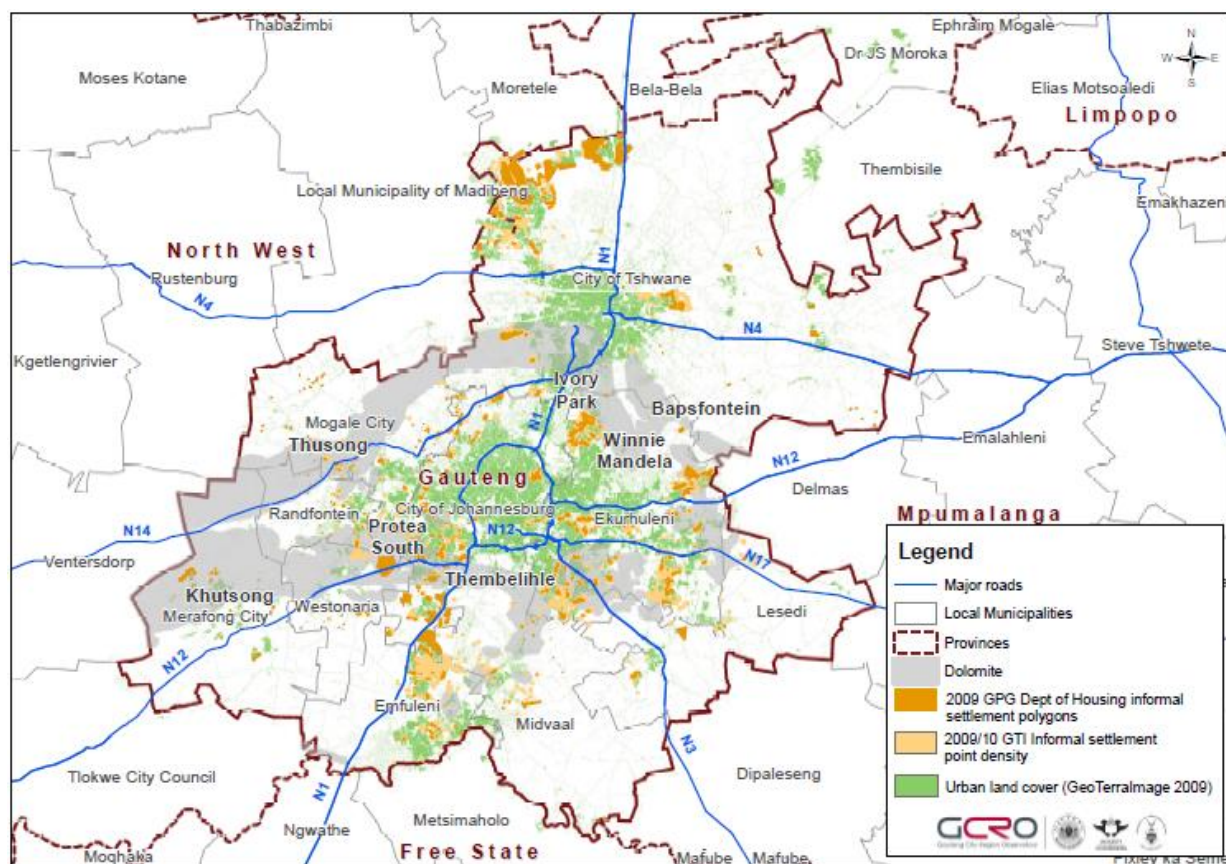 Thabazimbi
Ephraim Mogale
Dr JS Moroka
N
W E
S
Moses Kotane
Moretele
Bela-Bela
Elias Motsoaledi
Limpopo
Thembisile
Local Municipality of Madibeng
Emakhazeni
North West
N1
Rustenburg
City of Tshwane
N4
N4
Steve Tshwete
Kgetlengrivier
Ivory
Park
Bapsfontein
Mogale City
N1
Thusong
Winnie
Mandela
Emalahleni
N12
Gauteng
Delmas
Randfontein
City of Johannesburg
Mpumalanga
Protea
South
N12
Ekurhuleni
N14
Ventersdorp
N17
Thembelihle
Khutsong
Westonaria
Merafong City
Lesedi
N12
Emfuleni
Midvaal
N3
Tlokwe City Council
Dipaleseng
N1
Ngwathe
Metsimaholo
Moqhaka
Free State
Mafube
Mafube
Legend
Major roads
Local Municipalities
Provinces
Dolomite
2009 GPG Dept of Housing informal
settlement polygons
2009/10 GTI Informal settlement
point density
Urban land cover (GeoTerraImage 2009)
GCRO